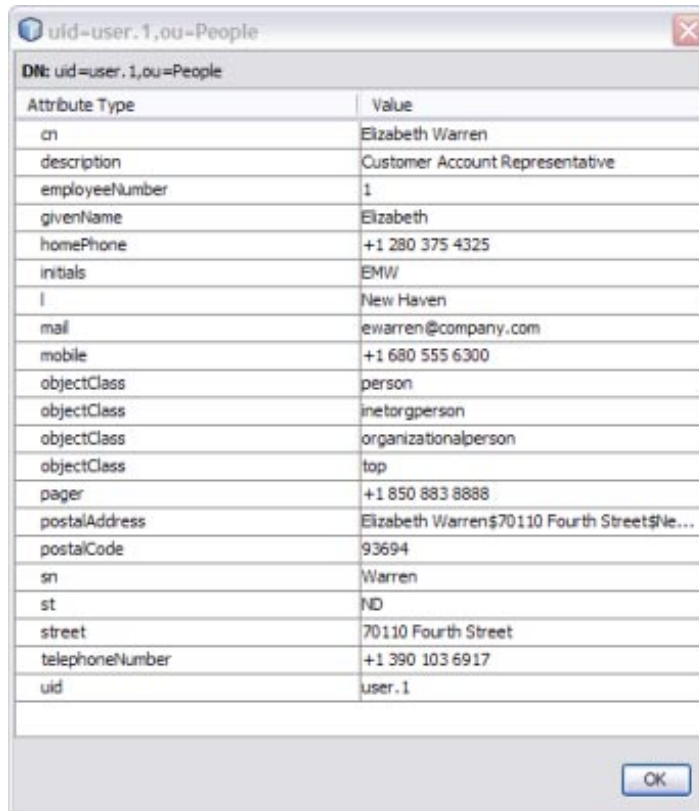 uid=user.1,ou=People
DN: uid=user.1,ou=People
Attribute Type Value
cn Elizabeth Warren
description Customer Account Representative
employeeNumber 1
givenName Elizabeth
homePhone +1 280 375 4325
initials EMW
l New Haven
mail ewarren@company.com
mobile +1 680 555 6300
objectClass person
objectClass inetorgperson
objectClass organizationalperson
objectClass top
pager +1 850 883 8888
postalAddress Elizabeth Warren$70110 Fourth Street$Ne...
postalCode 93694
sn Warren
st ND
street 70110 Fourth Street
telephoneNumber +1 390 103 6917
uid user.1
OK